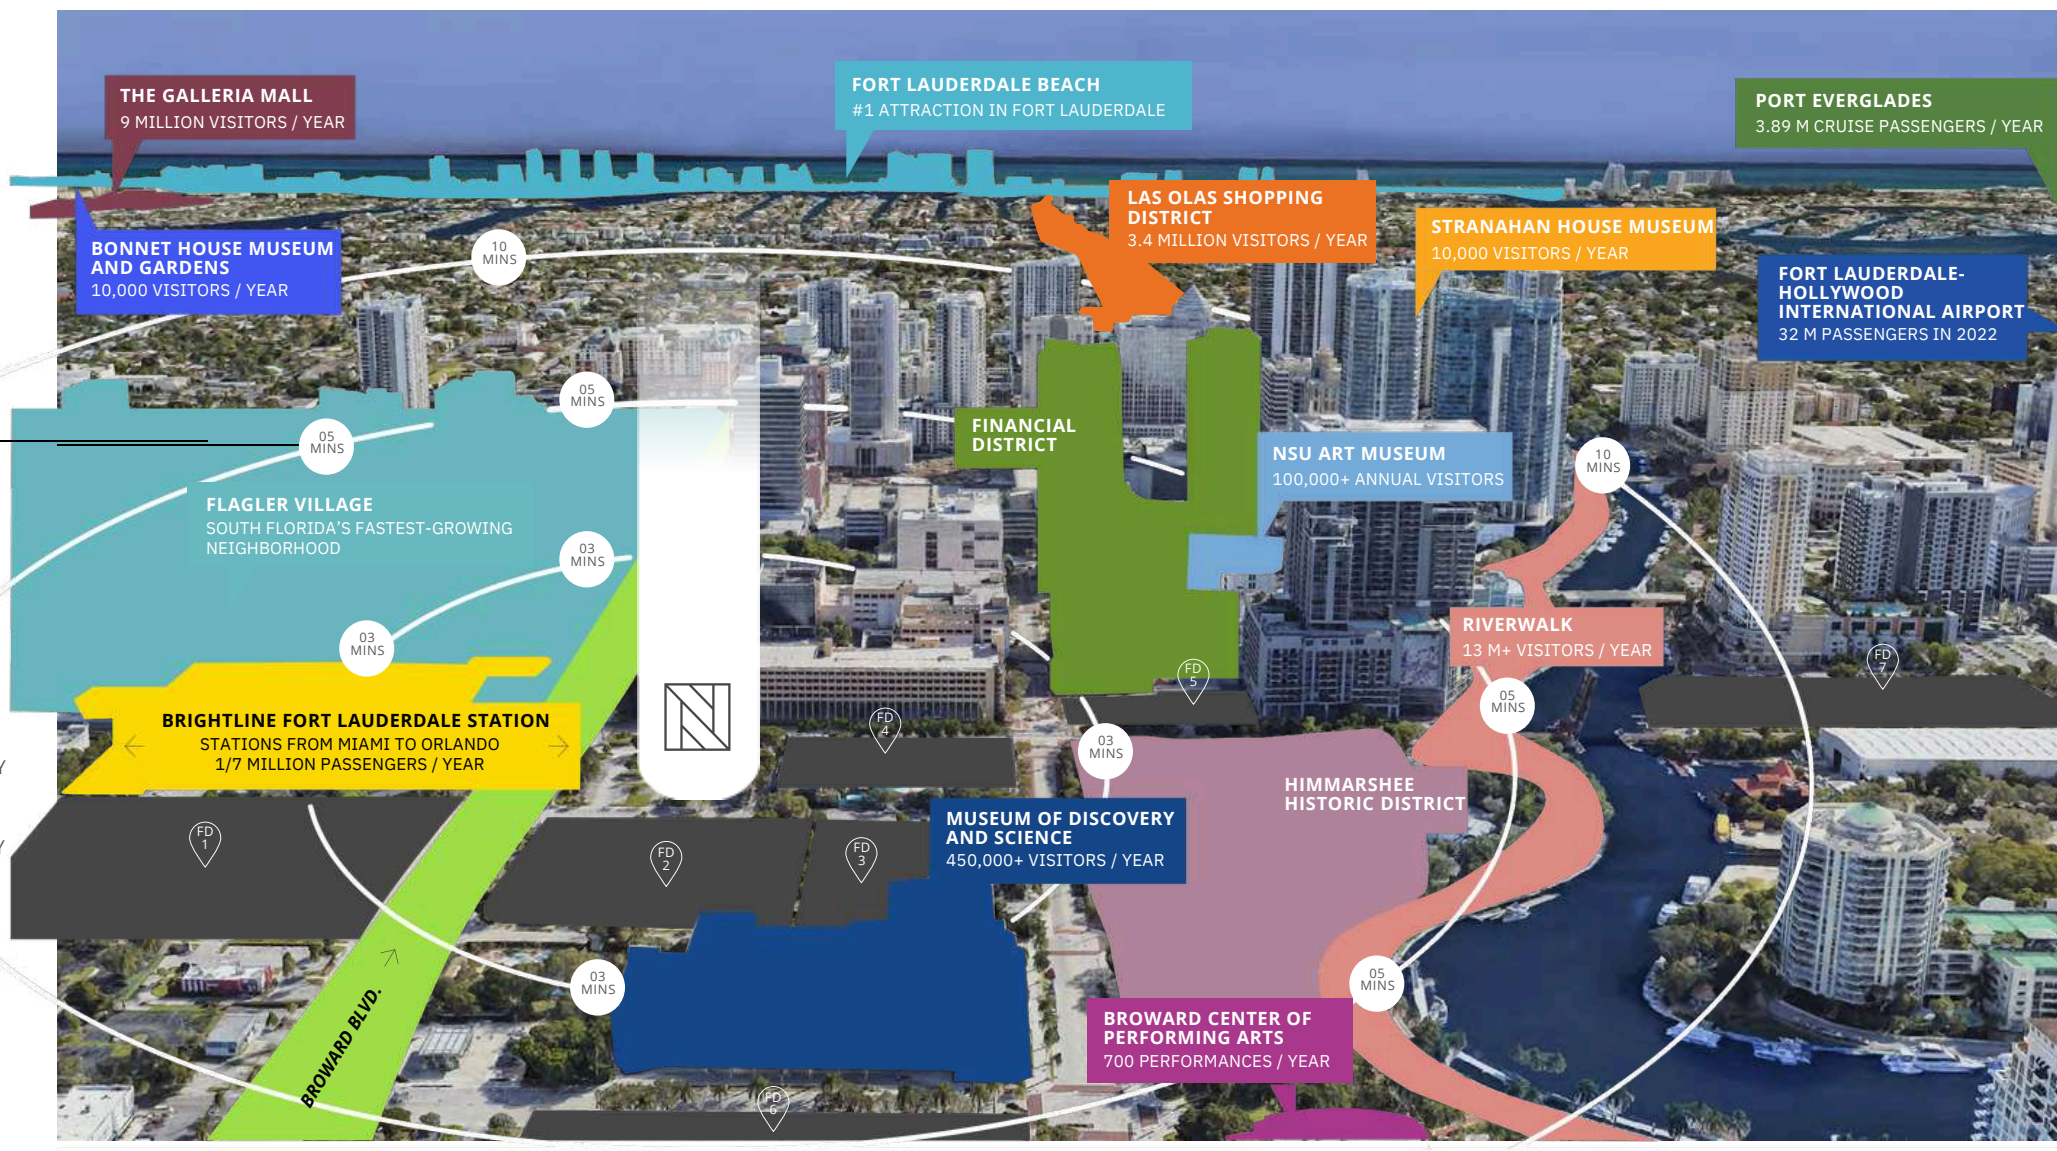 THE GALLERIA MALL
9 MILLION VISITORS / YEAR
FORT LAUDERDALE BEACH
#1 ATTRACTION IN FORT LAUDERDALE
PORT EVERGLADES
3.89 M CRUISE PASSENGERS / YEAR
LAS OLAS SHOPPING
DISTRICT
3.4 MILLION VISITORS / YEAR
STRANAHAN HOUSE MUSEUM
10,000 VISITORS / YEAR
BONNET HOUSE MUSEUM
AND GARDENS
10,000 VISITORS / YEAR
10
MINS
FORT LAUDERDALE-
HOLLYWOOD
INTERNATIONAL AIRPORT
32 M PASSENGERS IN 2022
05
MINS
05
MINS
FINANCIAL
DISTRICT
NSU ART MUSEUM
100,000+ ANNUAL VISITORS
10
MINS
FLAGLER VILLAGE
SOUTH FLORIDA'S FASTEST-GROWING
NEIGHBORHOOD
03
MINS
03
MINS
RIVERWALK
13 M+ VISITORS / YEAR
FD
5
FD
7
05
MINS
BRIGHTLINE FORT LAUDERDALE STATION
STATIONS FROM MIAMI TO ORLANDO
1/7 MILLION PASSENGERS / YEAR
N
FD
4
03
MINS
Y
HIMMARSHEE
HISTORIC DISTRICT
MUSEUM OF DISCOVERY
AND SCIENCE
450,000+ VISITORS / YEAR
FD
1
FD
2
FD
3
Y
03
MINS
05
MINS
BROWARD BLVD.
BROWARD CENTER OF
PERFORMING ARTS
700 PERFORMANCES / YEAR
FD
6